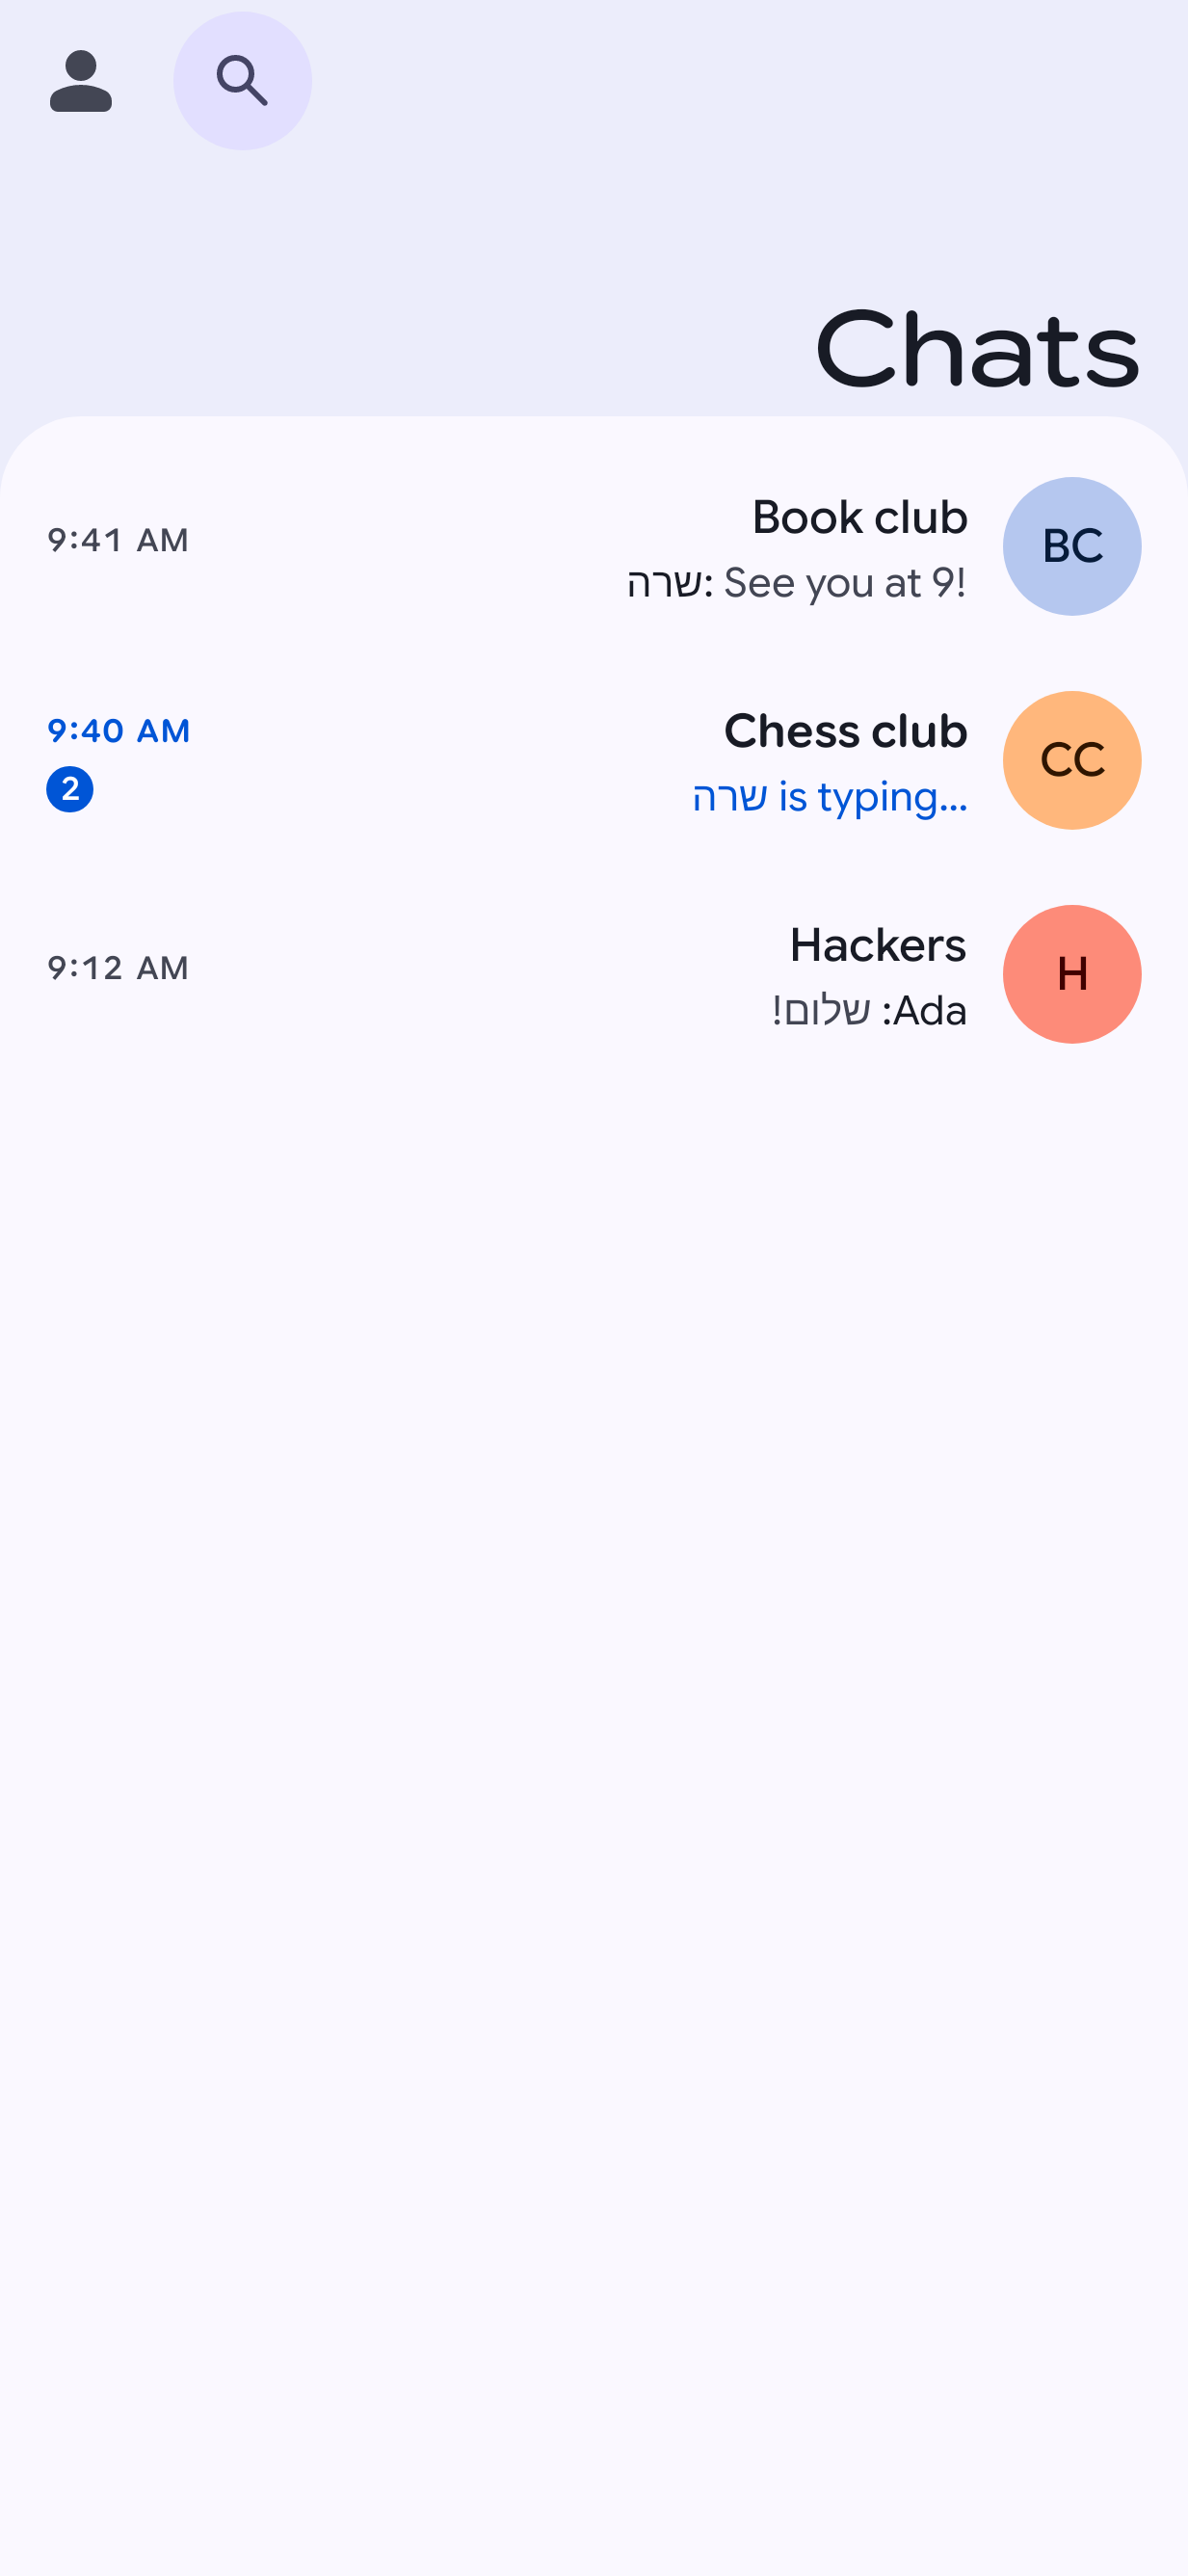 Chats
BC
Book club
9:41 AM
שרה: See you at 9!
CC
Chess club
9:40 AM
שרה is typing...
2
H
Hackers
9:12 AM
Ada: שלום!